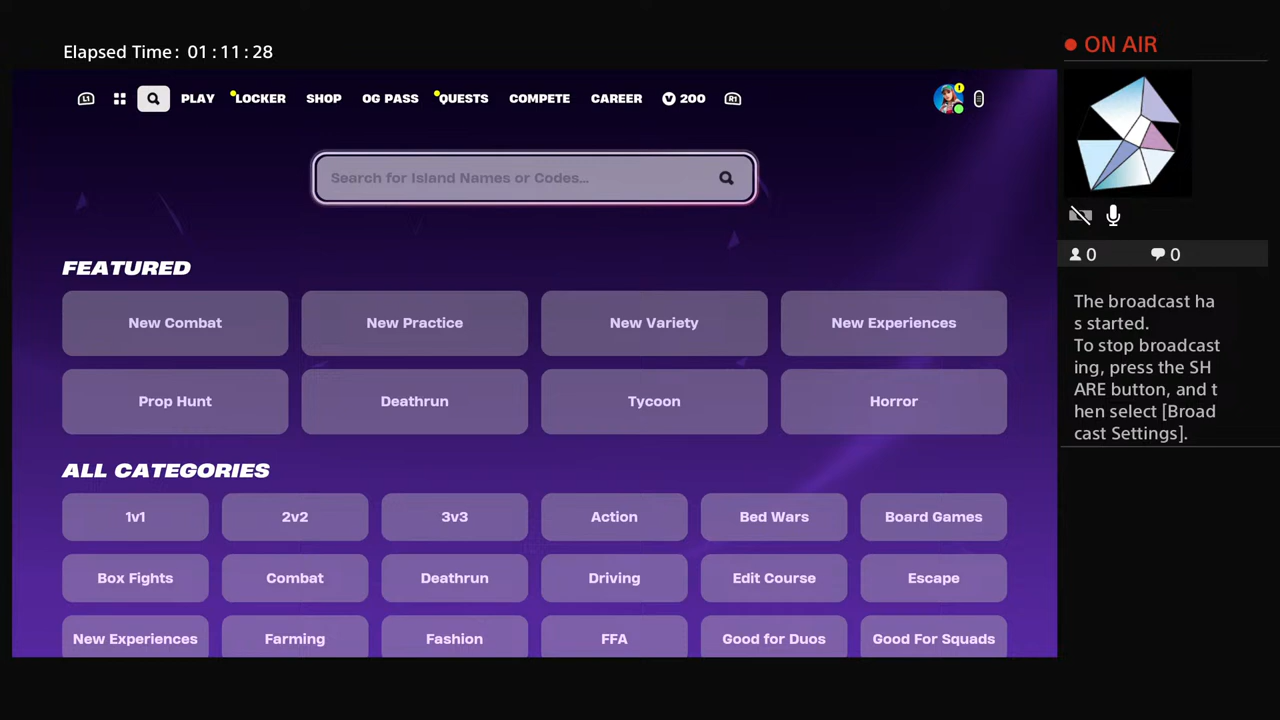 Elapsed Time: 01:11:28
ON AIR
L1
PLAY
LOCKER
SHOP
OG PASS
QUESTS
COMPETE
CAREER
V 200
R1
!
Search for Island Names or Codes...
0
0
FEATURED
New Combat
New Practice
New Variety
New Experiences
Prop Hunt
Deathrun
Tycoon
Horror
The broadcast ha
s started.
To stop broadcast
ing, press the SH
ARE button, and t
hen select [Broad
cast Settings].
ALL CATEGORIES
1v1
2v2
3v3
Action
Bed Wars
Board Games
Box Fights
Combat
Deathrun
Driving
Edit Course
Escape
New Experiences
Farming
Fashion
FFA
Good for Duos
Good For Squads